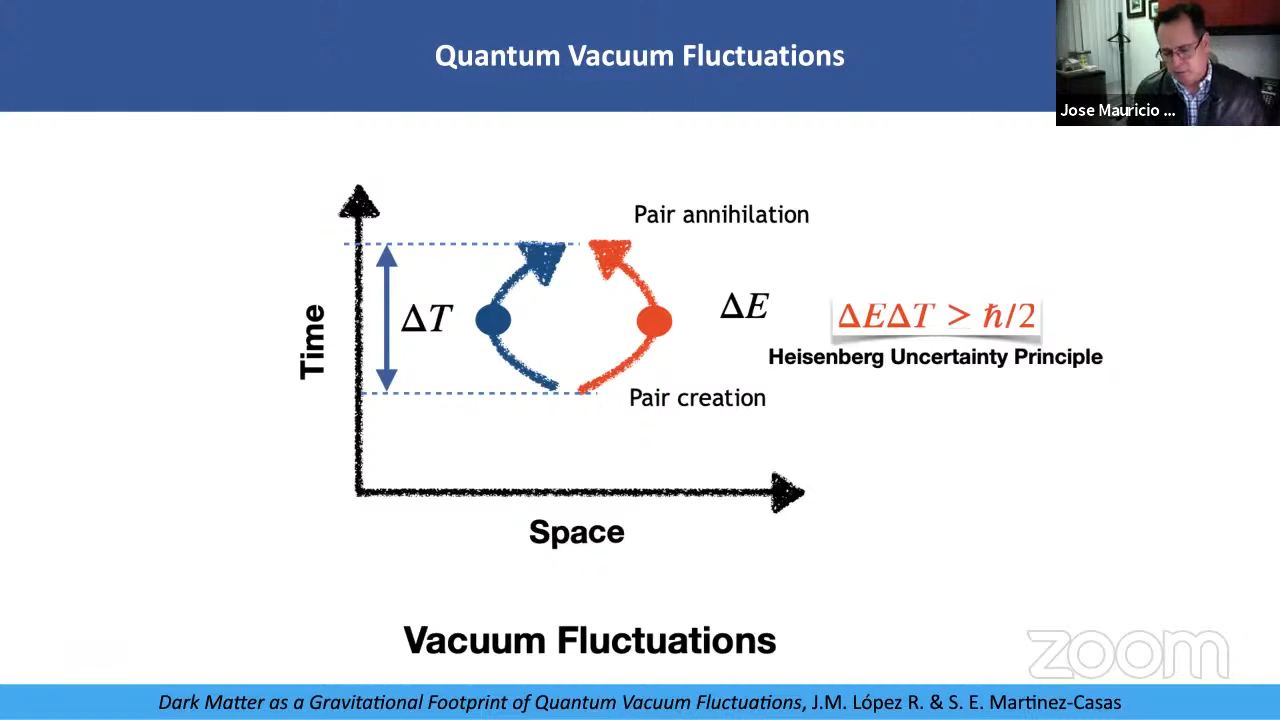 Quantum Vacuum Fluctuations
Jose Mauricio ...
Pair annihilation
Time
ΔT
ΔE
ΔEΔT > ℏ/2
Heisenberg Uncertainty Principle
Pair creation
Space
Vacuum Fluctuations
zoom
Dark Matter as a Gravitational Footprint of Quantum Vacuum Fluctuations, J.M. López R. & S. E. Martinez-Casas